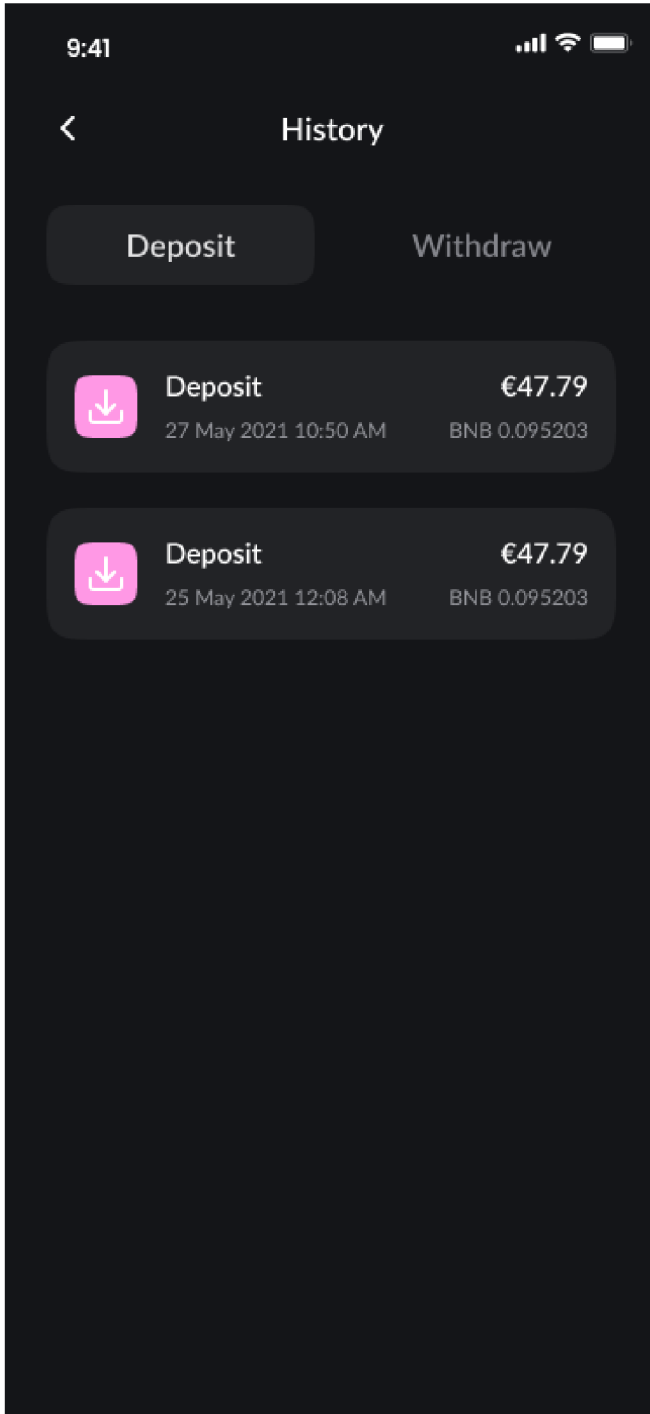 9:41
History
Deposit Withdraw
Deposit €47.79
27 May 2021 10:50 AM BNB 0.095203
Deposit €47.79
25 May 2021 12:08 AM BNB 0.095203